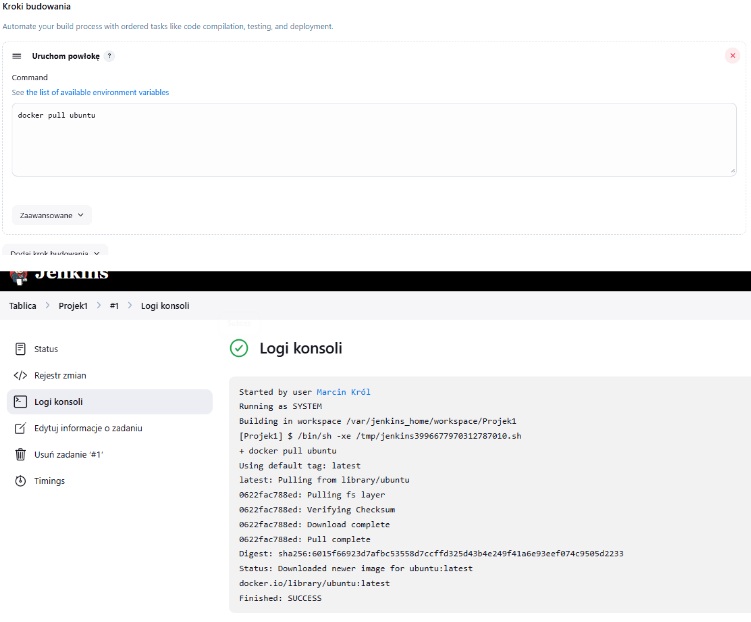 Kroki budowania
Automate your build process with ordered tasks like code compilation, testing, and deployment.
Uruchom powłokę ?
Command
See the list of available environment variables
docker pull ubuntu
Zaawansowane
Dodaj krok budowania
Jenkins
Tablica > Projek1 > #1 > Logi konsoli
Status
Rejestr zmian
Logi konsoli
Edytuj informacje o zadaniu
Usuń zadanie '#1'
Timings
Logi konsoli
Started by user Marcin Król
Running as SYSTEM
Building in workspace /var/jenkins_home/workspace/Projek1
[Projek1] $ /bin/sh -xe /tmp/jenkins3996677970312787010.sh
+ docker pull ubuntu
Using default tag: latest
latest: Pulling from library/ubuntu
0622fac788ed: Pulling fs layer
0622fac788ed: Verifying Checksum
0622fac788ed: Download complete
0622fac788ed: Pull complete
Digest: sha256:6015f66923d7afbc53558d7ccffd325d43b4e249f41a6e93eef074c9505d2233
Status: Downloaded newer image for ubuntu:latest
docker.io/library/ubuntu:latest
Finished: SUCCESS